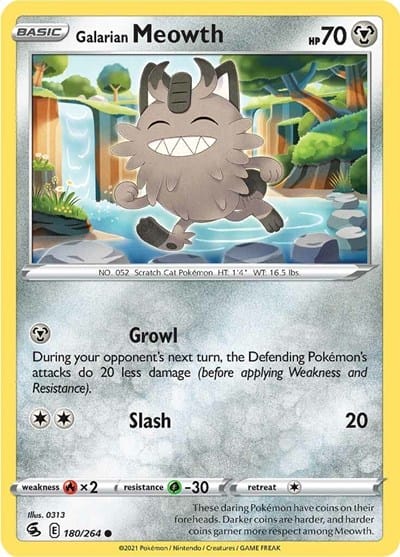 BASIC
Galarian Meowth HP 70
NO. 052 Scratch Cat Pokémon HT: 1'4" WT: 16.5 lbs.
Growl
During your opponent's next turn, the Defending Pokémon's
attacks do 20 less damage (before applying Weakness and
Resistance).
Slash 20
weakness ×2 resistance -30 retreat
Illus. 0313
E 180/264
These daring Pokémon have coins on their
foreheads. Darker coins are harder, and harder
coins garner more respect among Meowth.
©2021 Pokémon / Nintendo / Creatures / GAME FREAK